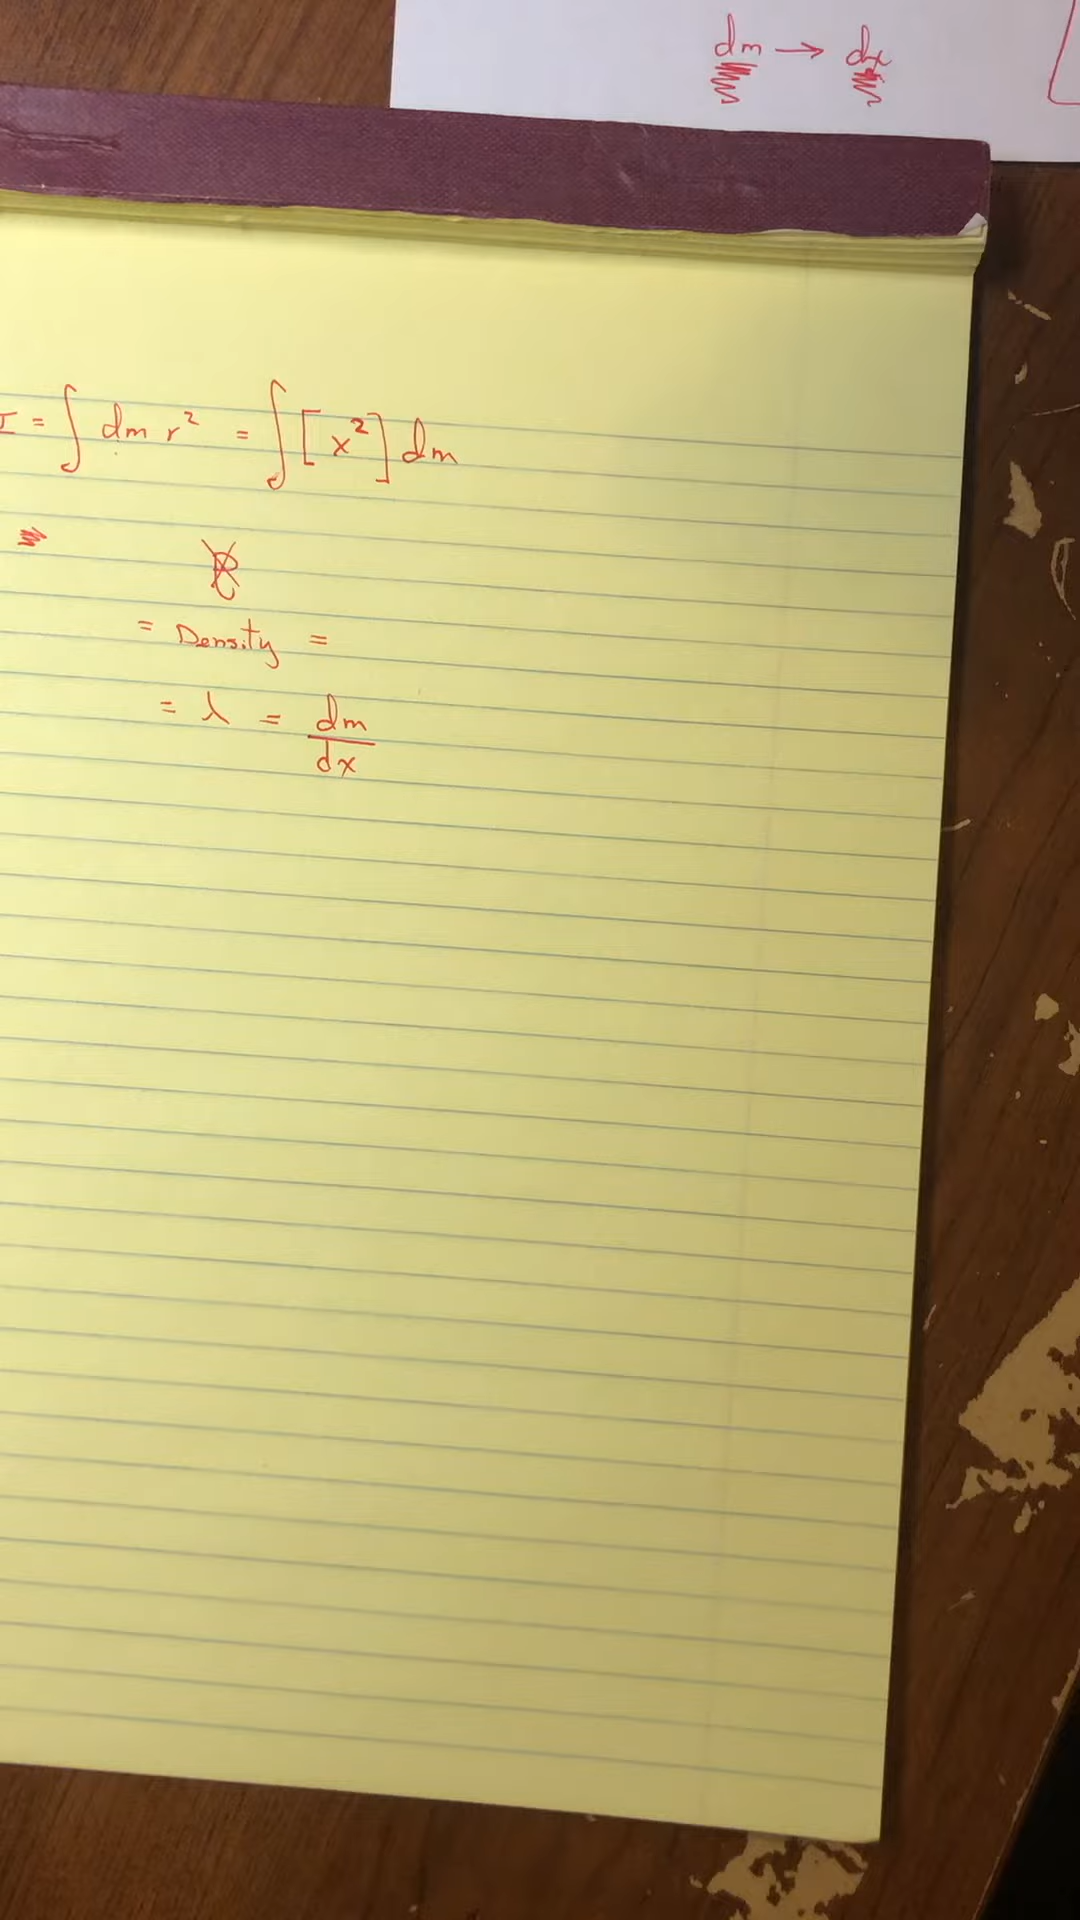 dm → dx
I = ∫ dm r² = ∫ [x²] dm
= Density =
= λ = dm/dx